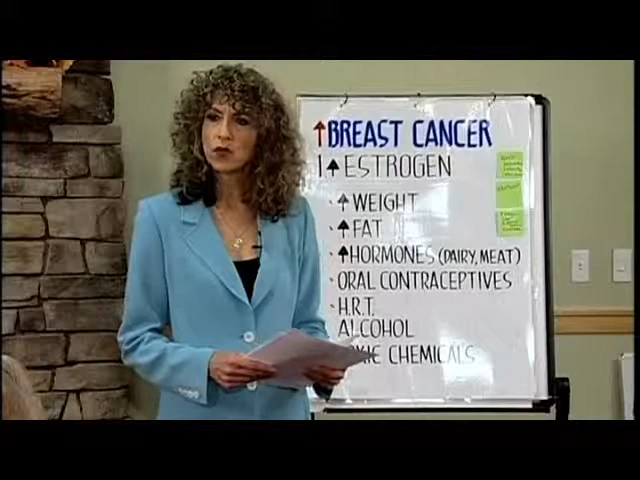 ↑BREAST CANCER
1↑ESTROGEN
· ↑ WEIGHT
· ↑ FAT
· ↑HORMONES (DAIRY, MEAT)
· ORAL CONTRACEPTIVES
· H.R.T.
ALCOHOL
CHEMICALS